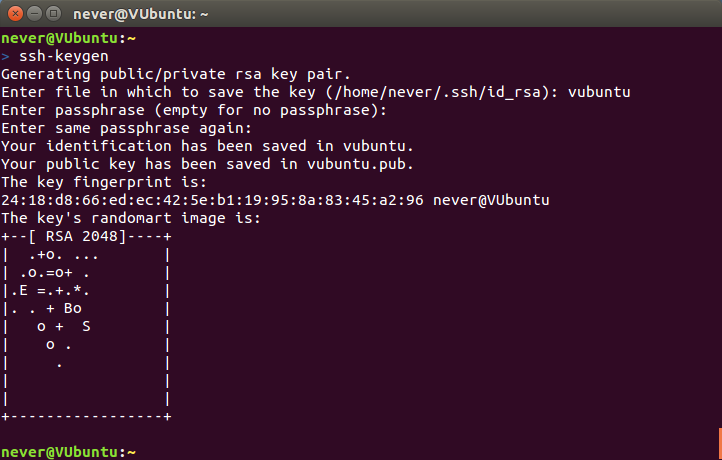 never@VUbuntu: ~
never@VUbuntu:~
> ssh-keygen
Generating public/private rsa key pair.
Enter file in which to save the key (/home/never/.ssh/id_rsa): vubuntu
Enter passphrase (empty for no passphrase):
Enter same passphrase again:
Your identification has been saved in vubuntu.
Your public key has been saved in vubuntu.pub.
The key fingerprint is:
24:18:d8:66:ed:ec:42:5e:b1:19:95:8a:83:45:a2:96 never@VUbuntu
The key's randomart image is:
+--[ RSA 2048]----+
|  .+o. ...       |
| .o.=o+ .        |
|.E =.+.*.        |
|. . + Bo         |
|   o +  S        |
|    o .          |
|     .           |
|                 |
|                 |
+-----------------+
never@VUbuntu:~